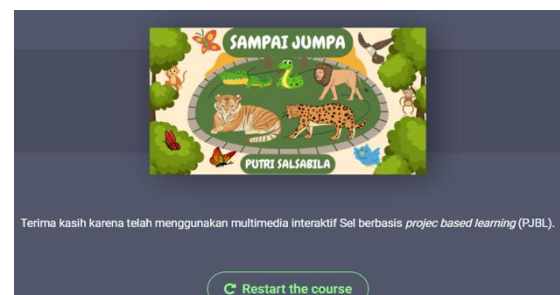 SAMPAI JUMPA
PUTRI SALSABILA
Terima kasih karena telah menggunakan multimedia interaktif Sel berbasis projec based learning (PJBL).
Restart the course